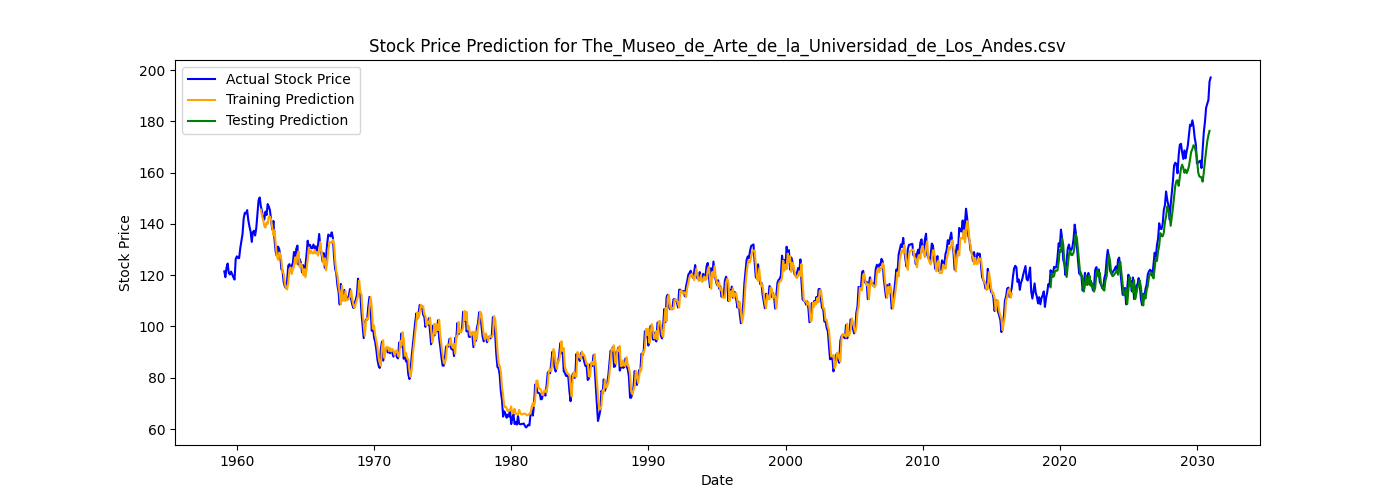 Stock Price Prediction for The_Museo_de_Arte_de_la_Universidad_de_Los_Andes.csv
Actual Stock Price
Training Prediction
Testing Prediction
Stock Price
200
180
160
140
120
100
80
60
1960
1970
1980
1990
2000
2010
2020
2030
Date